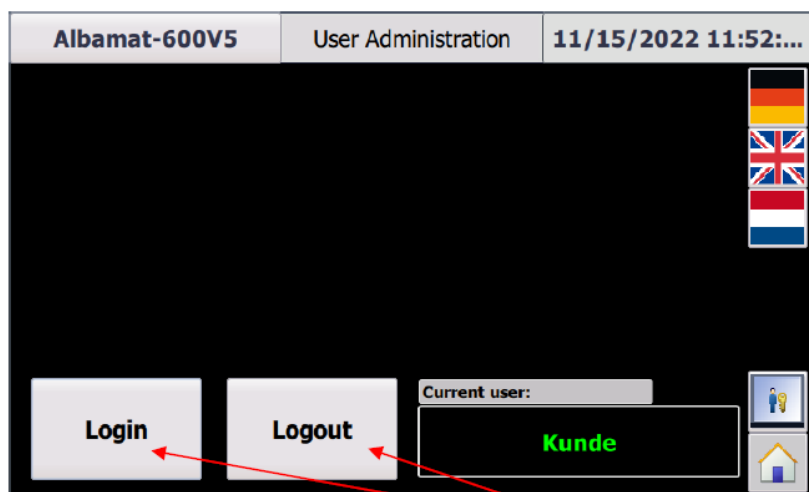 Albamat-600V5 User Administration 11/15/2022 11:52:...
Current user:
Login Logout Kunde